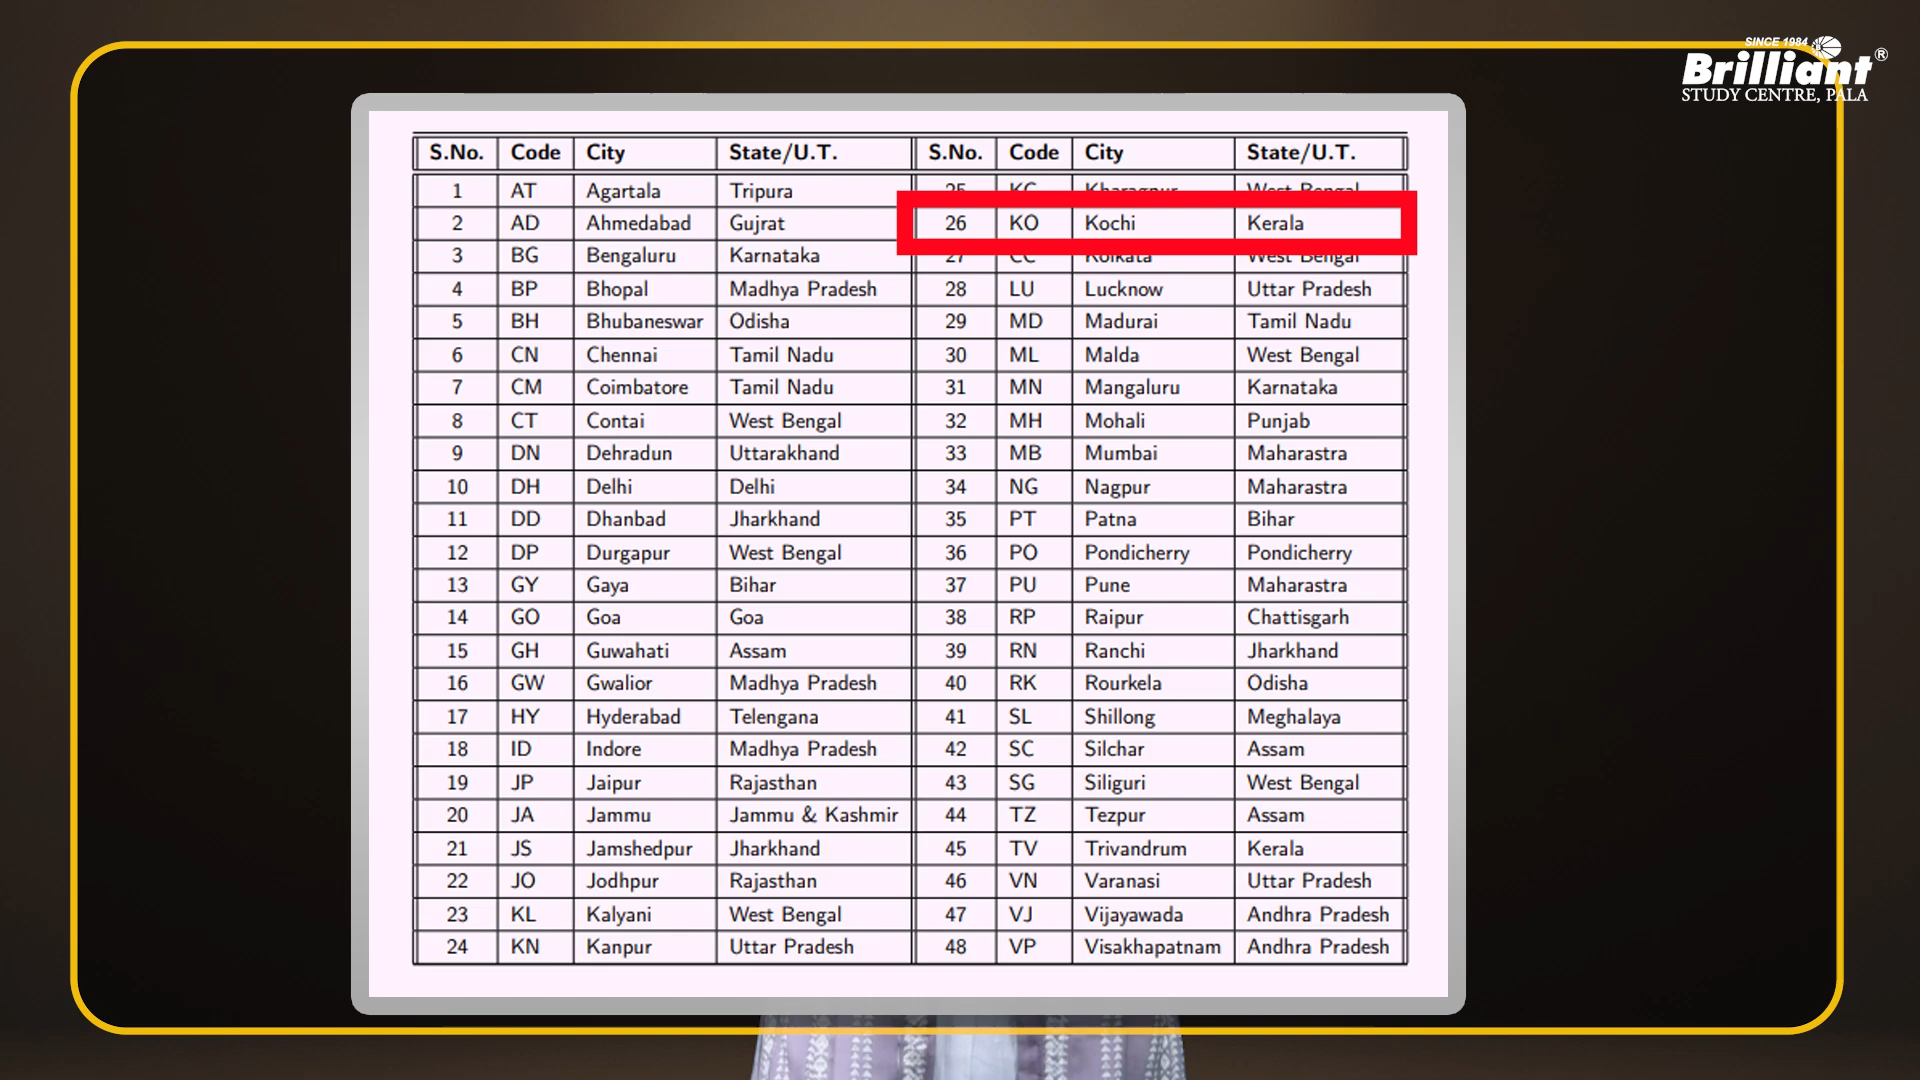 SINCE 1984
Brilliant®
STUDY CENTRE, PALA
S.No. Code City State/U.T. S.No. Code City State/U.T.
1 AT Agartala Tripura 25 KG Kharagpur West Bengal
2 AD Ahmedabad Gujrat 26 KO Kochi Kerala
3 BG Bengaluru Karnataka 27 CC Kolkata West Bengal
4 BP Bhopal Madhya Pradesh 28 LU Lucknow Uttar Pradesh
5 BH Bhubaneswar Odisha 29 MD Madurai Tamil Nadu
6 CN Chennai Tamil Nadu 30 ML Malda West Bengal
7 CM Coimbatore Tamil Nadu 31 MN Mangaluru Karnataka
8 CT Contai West Bengal 32 MH Mohali Punjab
9 DN Dehradun Uttarakhand 33 MB Mumbai Maharastra
10 DH Delhi Delhi 34 NG Nagpur Maharastra
11 DD Dhanbad Jharkhand 35 PT Patna Bihar
12 DP Durgapur West Bengal 36 PO Pondicherry Pondicherry
13 GY Gaya Bihar 37 PU Pune Maharastra
14 GO Goa Goa 38 RP Raipur Chattisgarh
15 GH Guwahati Assam 39 RN Ranchi Jharkhand
16 GW Gwalior Madhya Pradesh 40 RK Rourkela Odisha
17 HY Hyderabad Telengana 41 SL Shillong Meghalaya
18 ID Indore Madhya Pradesh 42 SC Silchar Assam
19 JP Jaipur Rajasthan 43 SG Siliguri West Bengal
20 JA Jammu Jammu & Kashmir 44 TZ Tezpur Assam
21 JS Jamshedpur Jharkhand 45 TV Trivandrum Kerala
22 JO Jodhpur Rajasthan 46 VN Varanasi Uttar Pradesh
23 KL Kalyani West Bengal 47 VJ Vijayawada Andhra Pradesh
24 KN Kanpur Uttar Pradesh 48 VP Visakhapatnam Andhra Pradesh